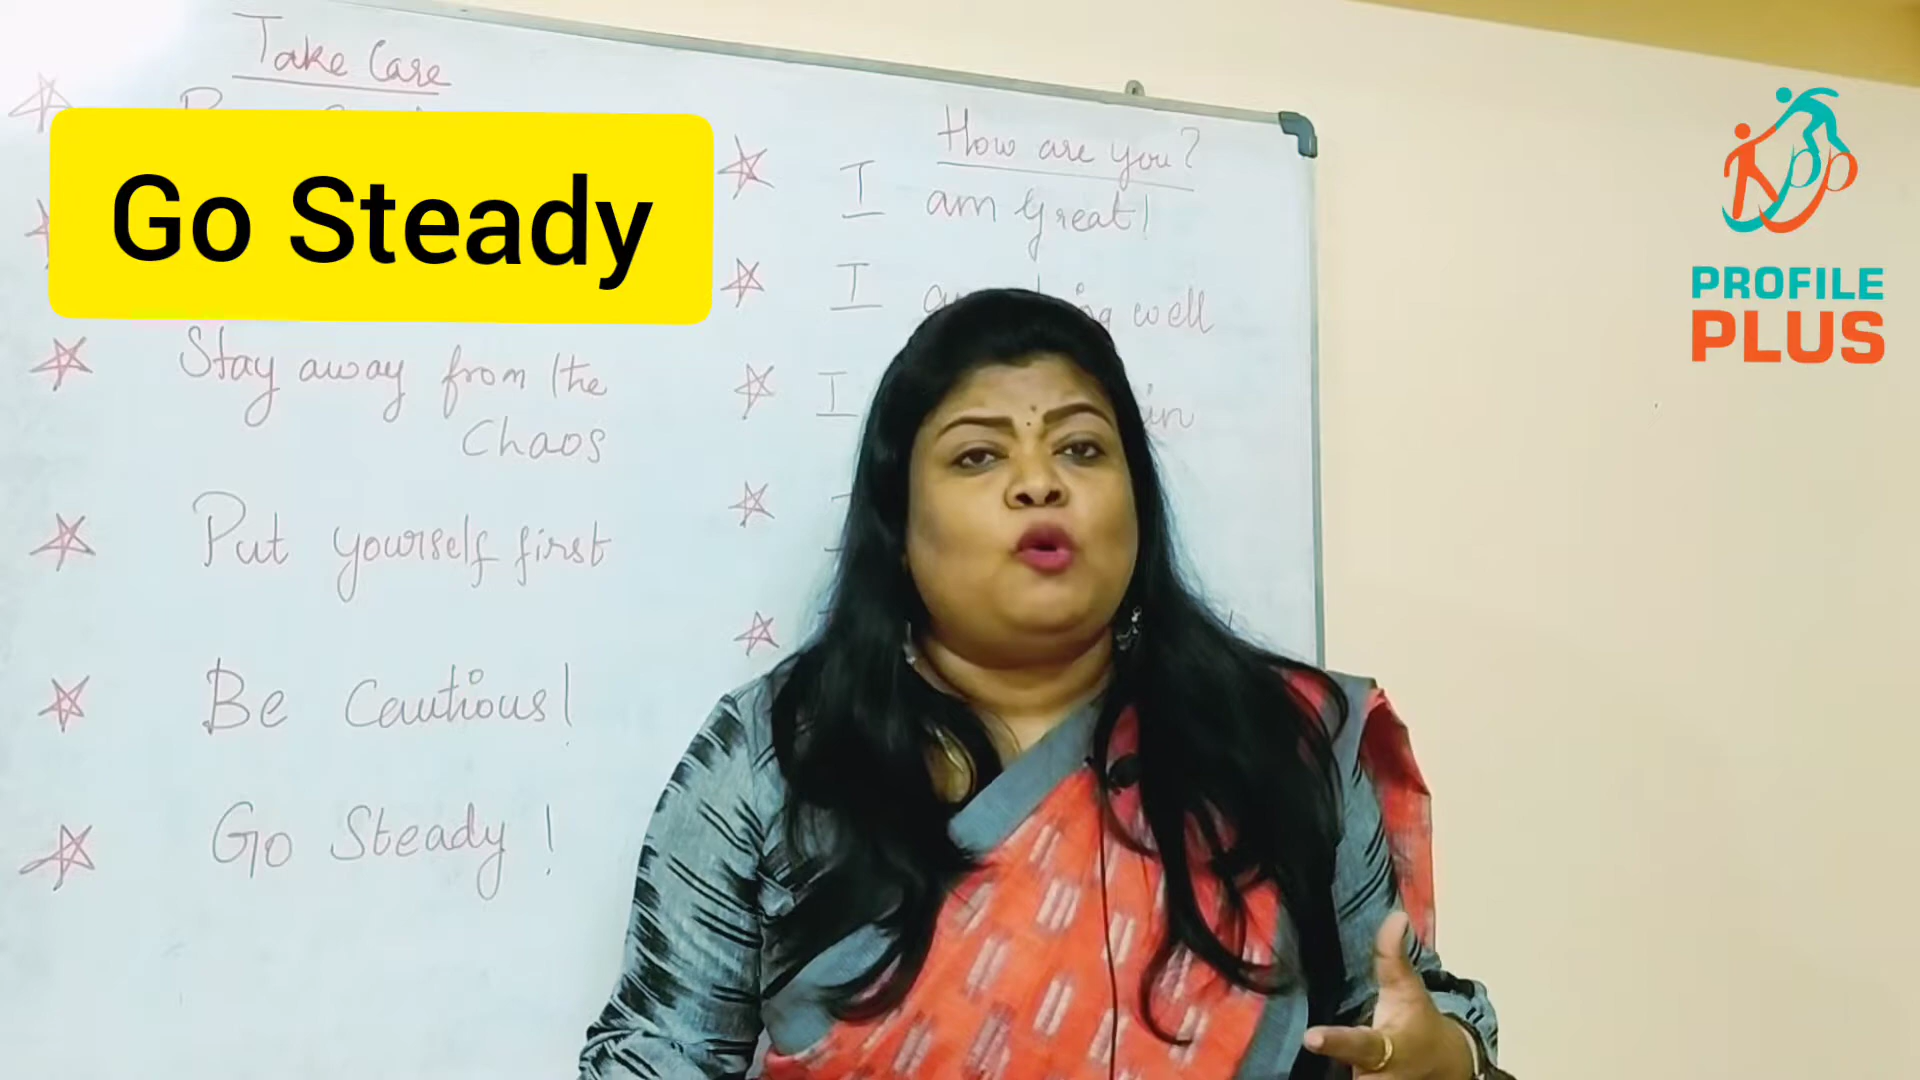 Take Care
Go Steady
Stay away from the
Chaos
Put yourself first
Be Cautious!
Go Steady!
How are you?
I am Great!
I well
I
PROFILE
PLUS